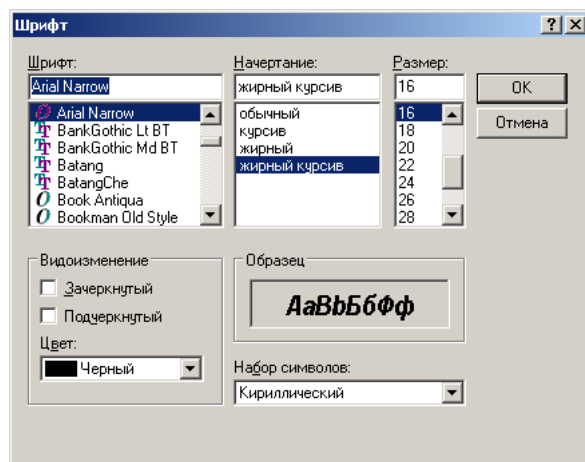 Шрифт
Шрифт:
Начертание:
Размер:
Arial Narrow
жирный курсив
16
OK
Отмена
Arial Narrow
BankGothic Lt BT
BankGothic Md BT
Batang
BatangChe
Book Antiqua
Bookman Old Style
обычный
курсив
жирный
жирный курсив
16
18
20
22
24
26
28
Видоизменение
Зачеркнутый
Подчеркнутый
Цвет:
Черный
Образец
АаВbБбФф
Набор символов:
Кириллический